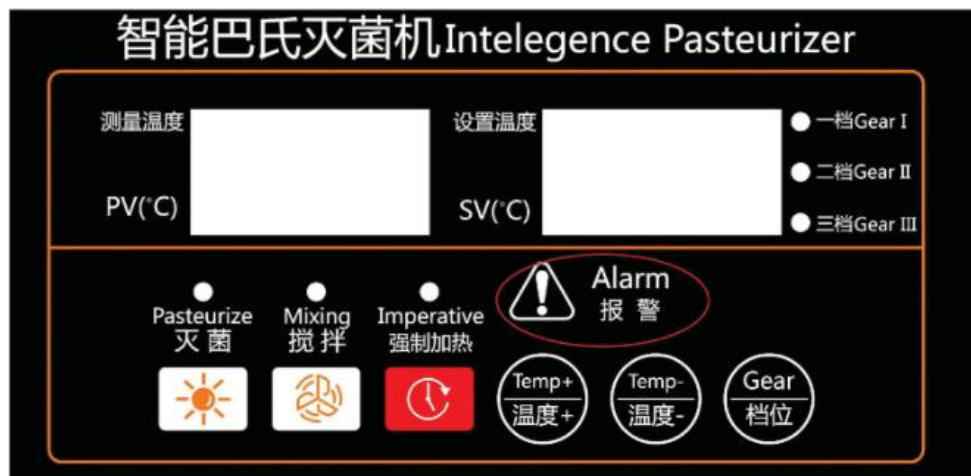 智能巴氏灭菌机Intelegence Pasteurizer
测量温度
PV(°C)
设置温度
SV(°C)
一档Gear I
二档Gear II
三档Gear III
Pasteurize
灭菌
Mixing
搅拌
Imperative
强制加热
Alarm
报警
Temp+
温度+
Temp-
温度-
Gear
档位